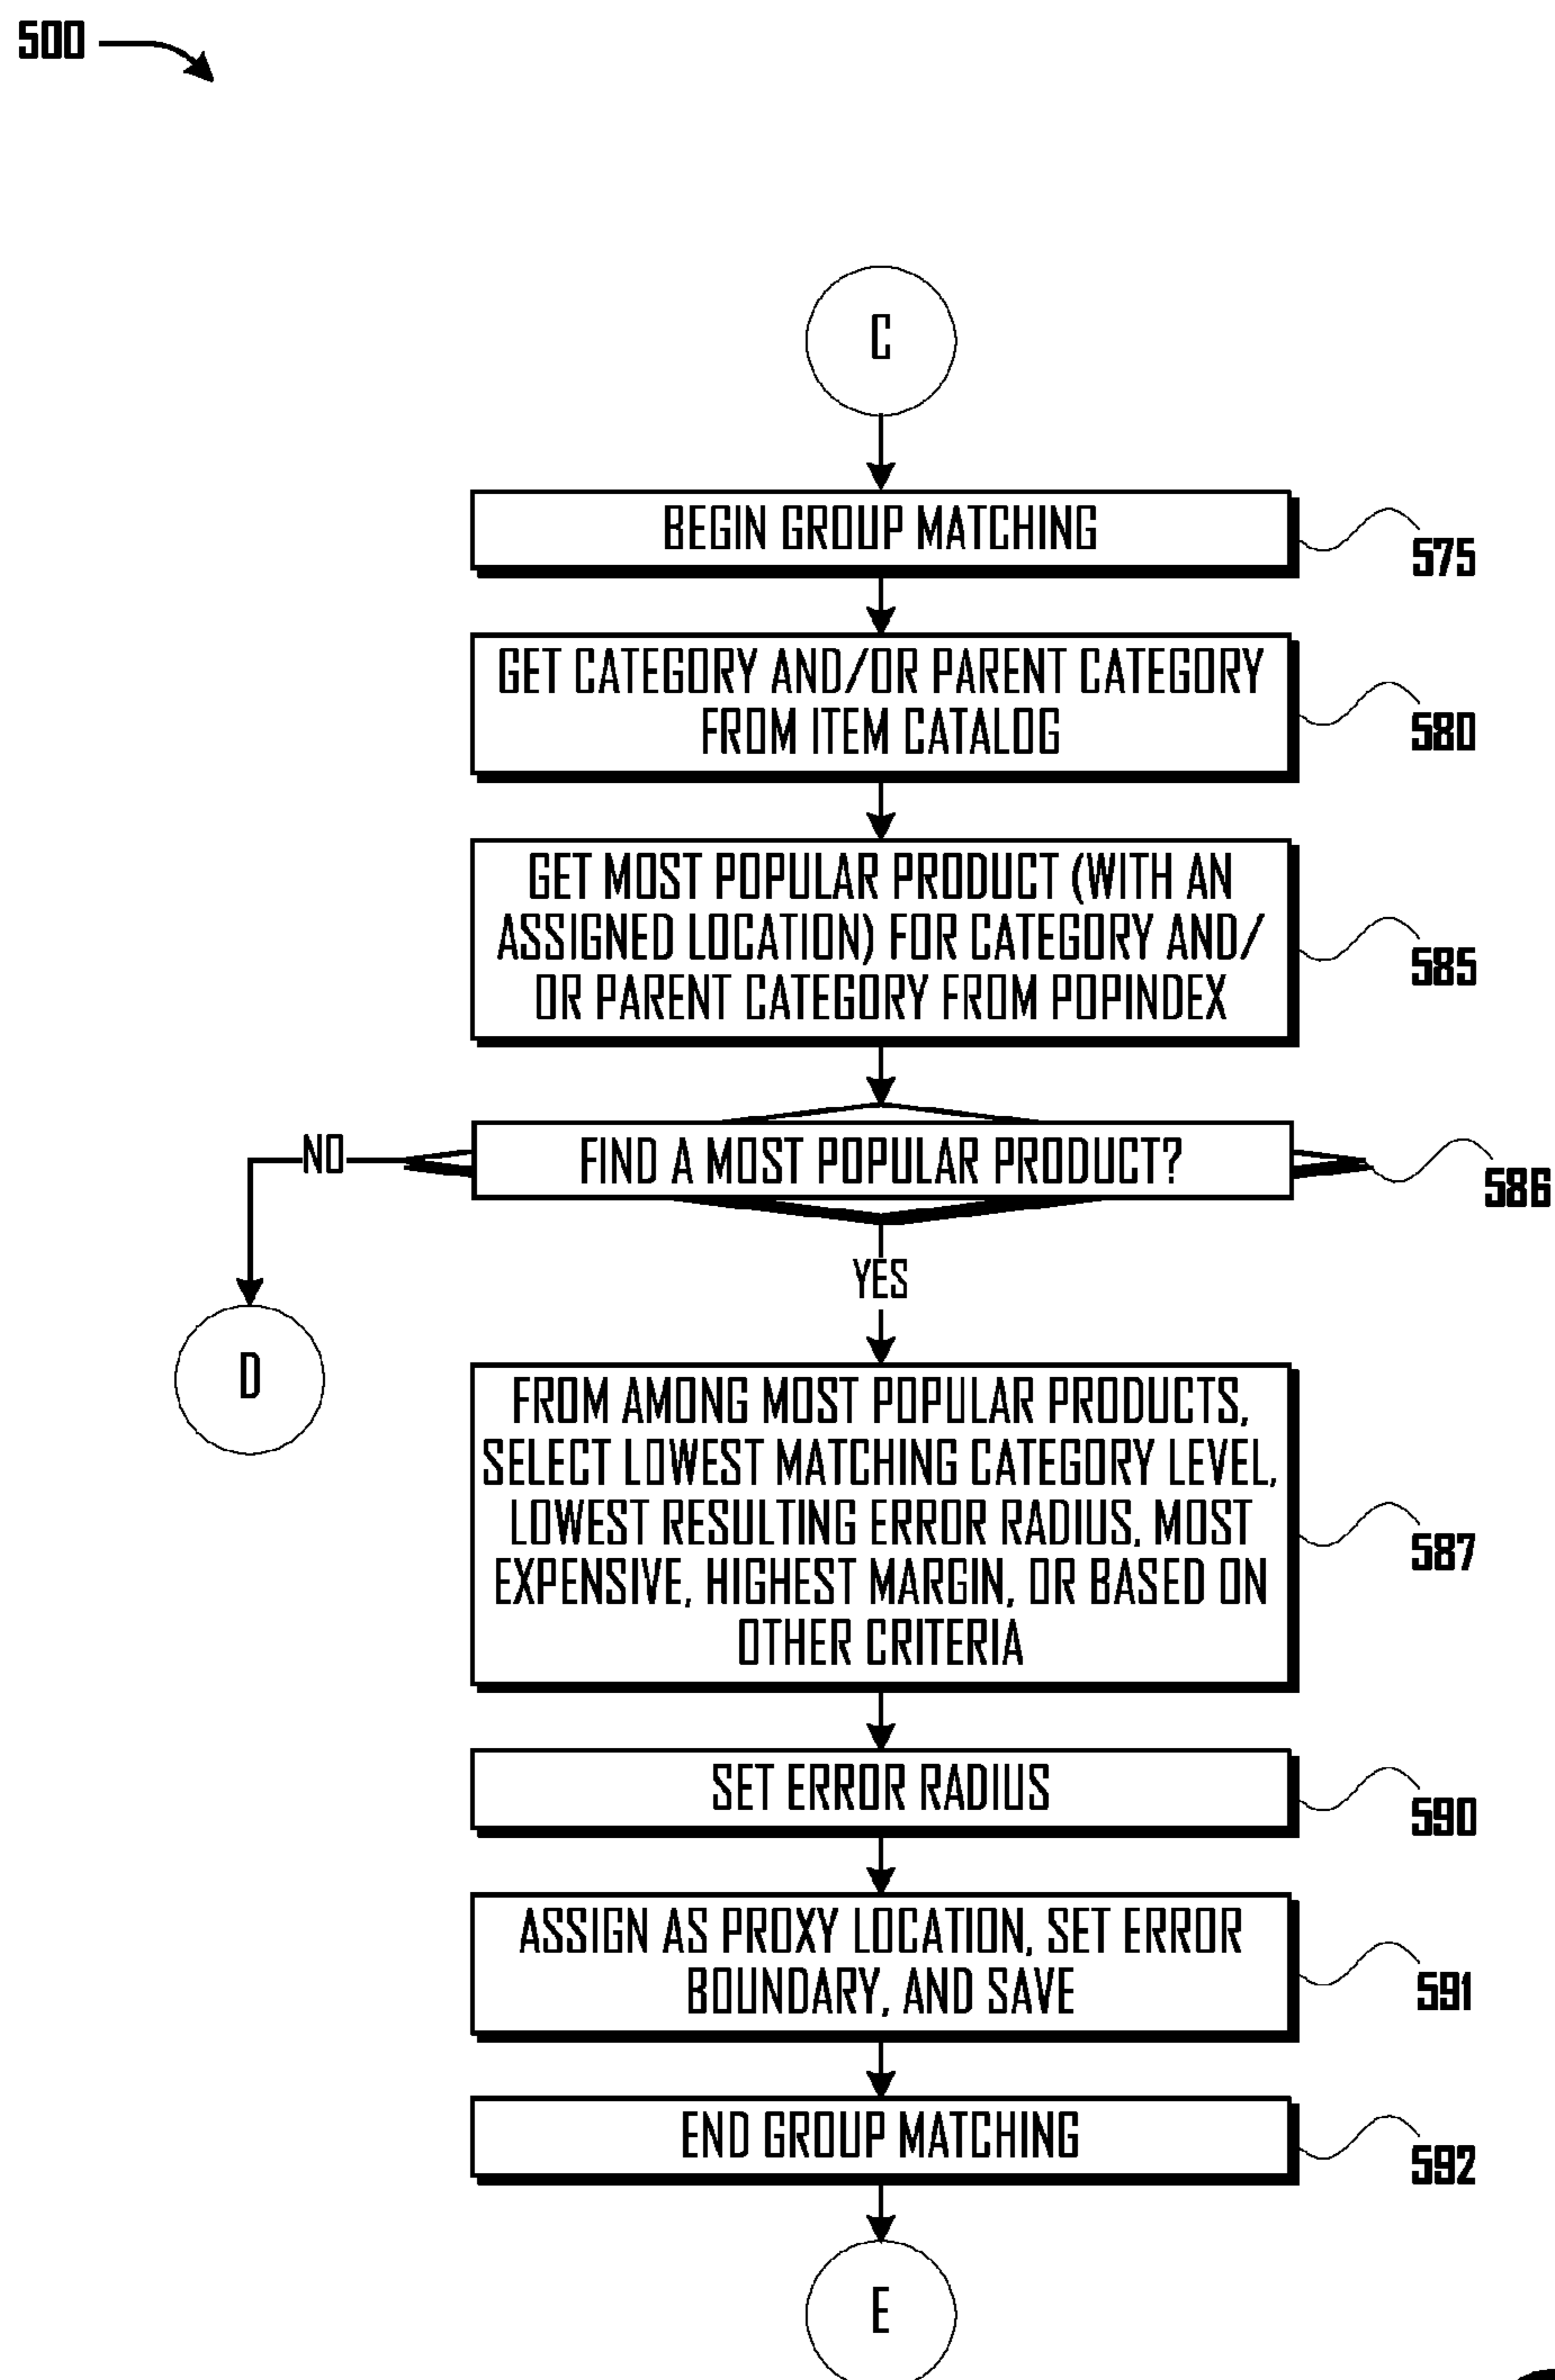 500
C
BEGIN GROUP MATCHING
575
GET CATEGORY AND/OR PARENT CATEGORY
FROM ITEM CATALOG
580
GET MOST POPULAR PRODUCT (WITH AN
ASSIGNED LOCATION) FOR CATEGORY AND/
OR PARENT CATEGORY FROM POPINDEX
585
NO
FIND A MOST POPULAR PRODUCT?
586
YES
D
FROM AMONG MOST POPULAR PRODUCTS,
SELECT LOWEST MATCHING CATEGORY LEVEL,
LOWEST RESULTING ERROR RADIUS, MOST
EXPENSIVE, HIGHEST MARGIN, OR BASED ON
OTHER CRITERIA
587
SET ERROR RADIUS
590
ASSIGN AS PROXY LOCATION, SET ERROR
BOUNDARY, AND SAVE
591
END GROUP MATCHING
592
E